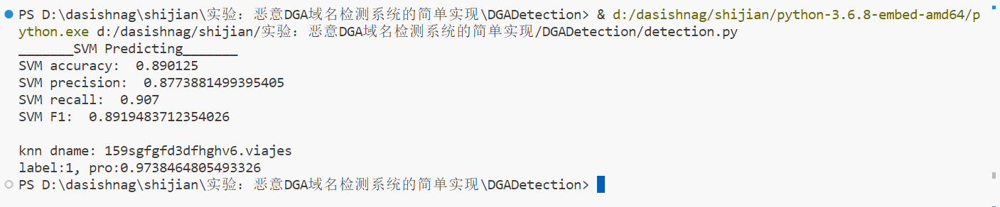 PS D:\dasishnag\shijian\实验：恶意DGA域名检测系统的简单实现\DGADetection> & d:/dasishnag/shijian/python-3.6.8-embed-amd64/p
ython.exe d:/dasishnag/shijian/实验：恶意DGA域名检测系统的简单实现/DGADetection/detection.py
_______SVM Predicting_______
SVM accuracy:  0.890125
SVM precision:  0.8773881499395405
SVM recall:  0.907
SVM F1:  0.8919483712354026
knn dname: 159sgfgfd3dfhghv6.viajes
label:1, pro:0.9738464805493326
PS D:\dasishnag\shijian\实验：恶意DGA域名检测系统的简单实现\DGADetection>